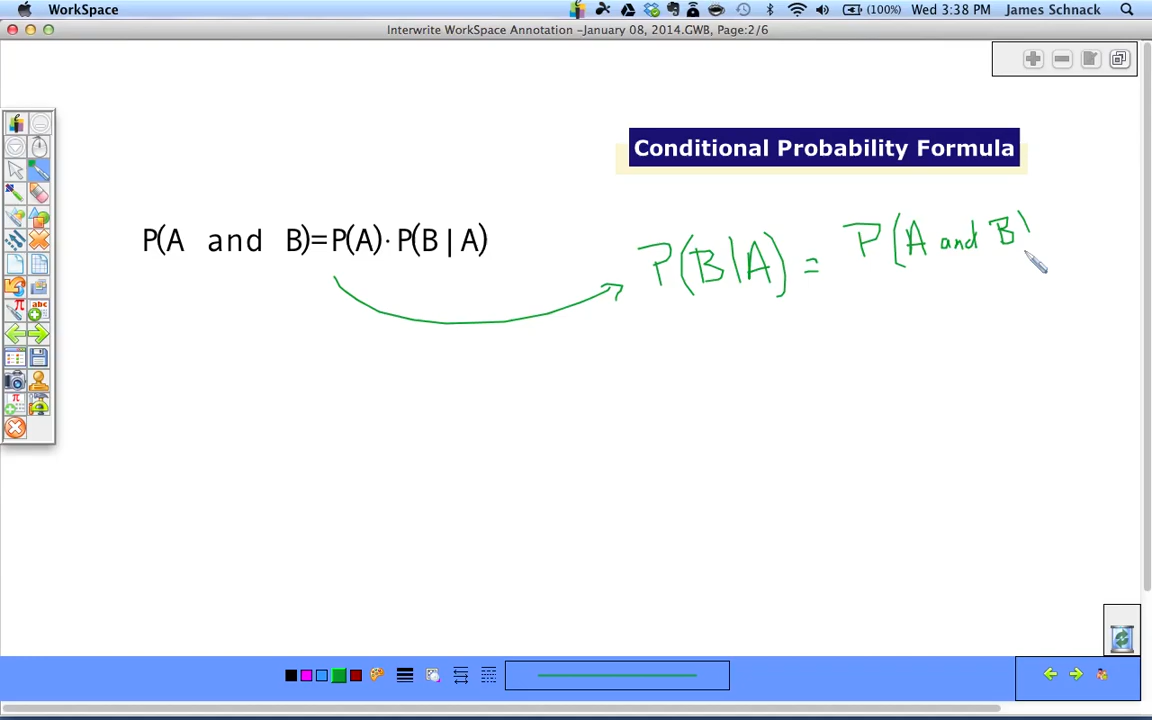 WorkSpace (100%) Wed 3:38 PM James Schnack
Interwrite WorkSpace Annotation -January 08, 2014.GWB, Page:2/6
Conditional Probability Formula
P(A and B)=P(A)·P(B|A)
P(B|A) = P(A and B)